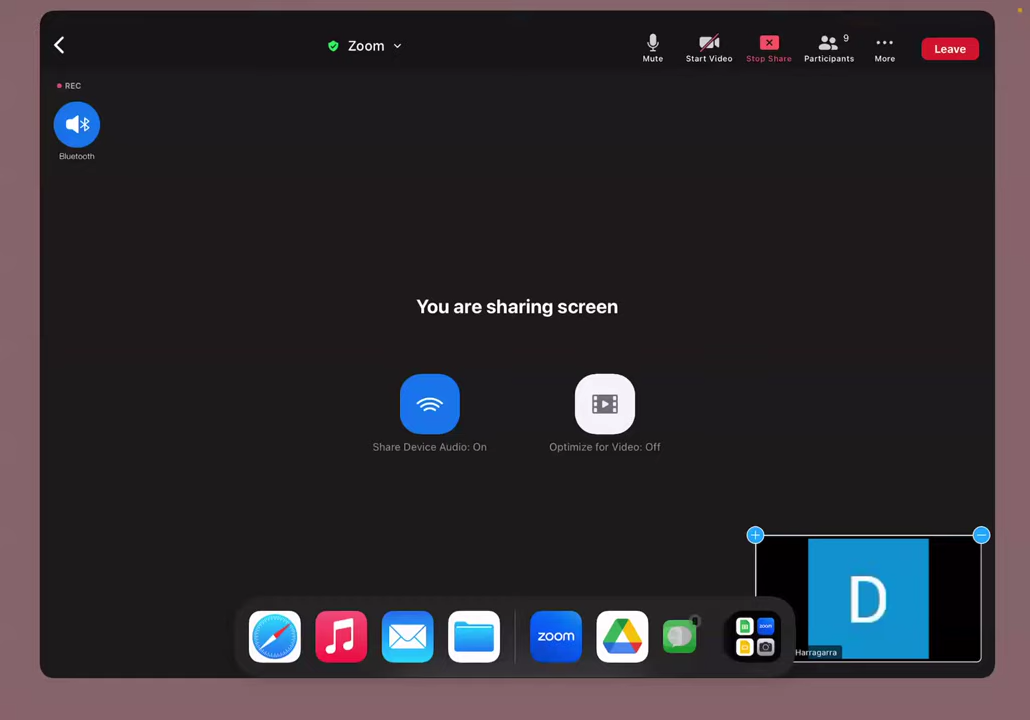 Zoom
Mute
Start Video
Stop Share
9
Participants
More
Leave
REC
Bluetooth
You are sharing screen
Share Device Audio: On
Optimize for Video: Off
D
Harragarra
zoom
zoom